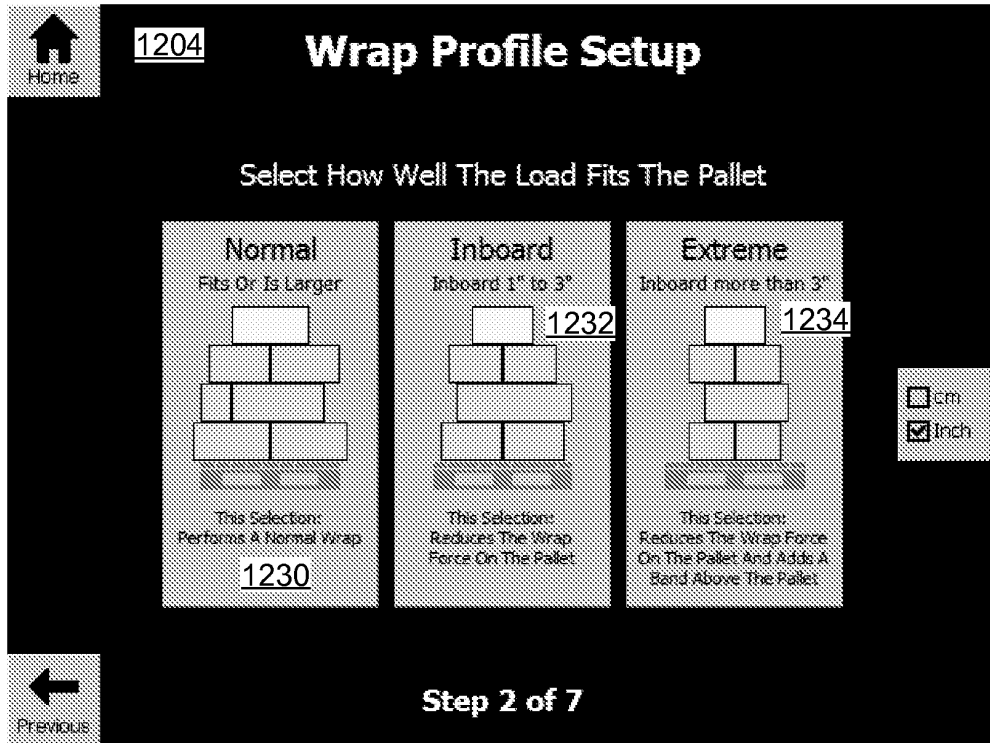 1204
Wrap Profile Setup
Home
Select How Well The Load Fits The Pallet
Normal
Fits Or Is Larger
This Selection:
Performs A Normal Wrap
1230
Inboard
Inboard 1" to 3"
1232
This Selection:
Reduces The Wrap
Force On The Pallet
Extreme
Inboard more than 3"
1234
This Selection:
Reduces The Wrap Force
On The Pallet And Adds A
Band Above The Pallet
cm
Inch
Previous
Step 2 of 7